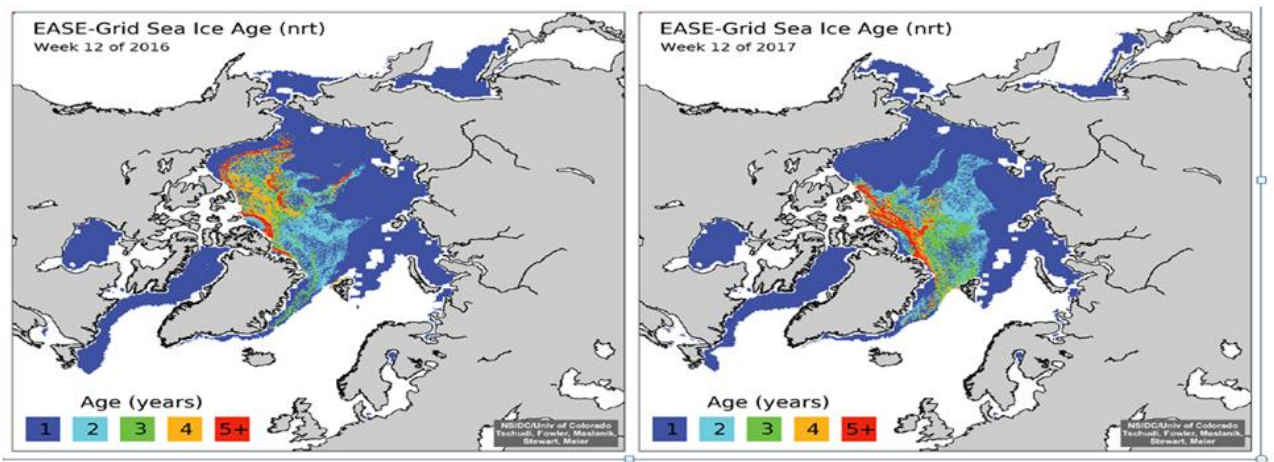 EASE-Grid Sea Ice Age (nrt)
Week 12 of 2016
Age (years)
1 2 3 4 5+
NSIDC/Univ of Colorado
Tschudi, Fowler, Maslanik,
Stewart, Meier
EASE-Grid Sea Ice Age (nrt)
Week 12 of 2017
Age (years)
1 2 3 4 5+
NSIDC/Univ of Colorado
Tschudi, Fowler, Maslanik,
Stewart, Meier